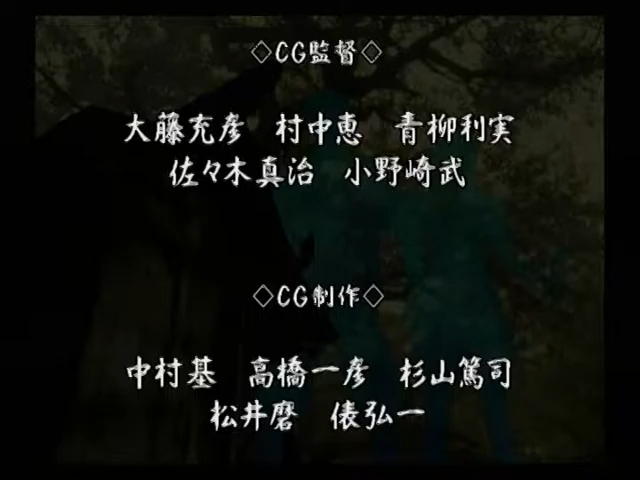 ◇CG監督◇
大藤充彦　村中恵　青柳利実
佐々木真治　小野崎武
◇CG制作◇
中村基　高橋一彦　杉山篤司
松井磨　俵弘一